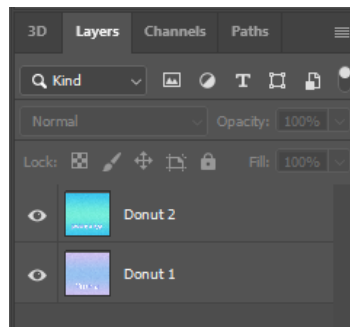 3D Layers Channels Paths
Kind T
Normal Opacity: 100%
Lock: Fill: 100%
Donut 2
Donut 1